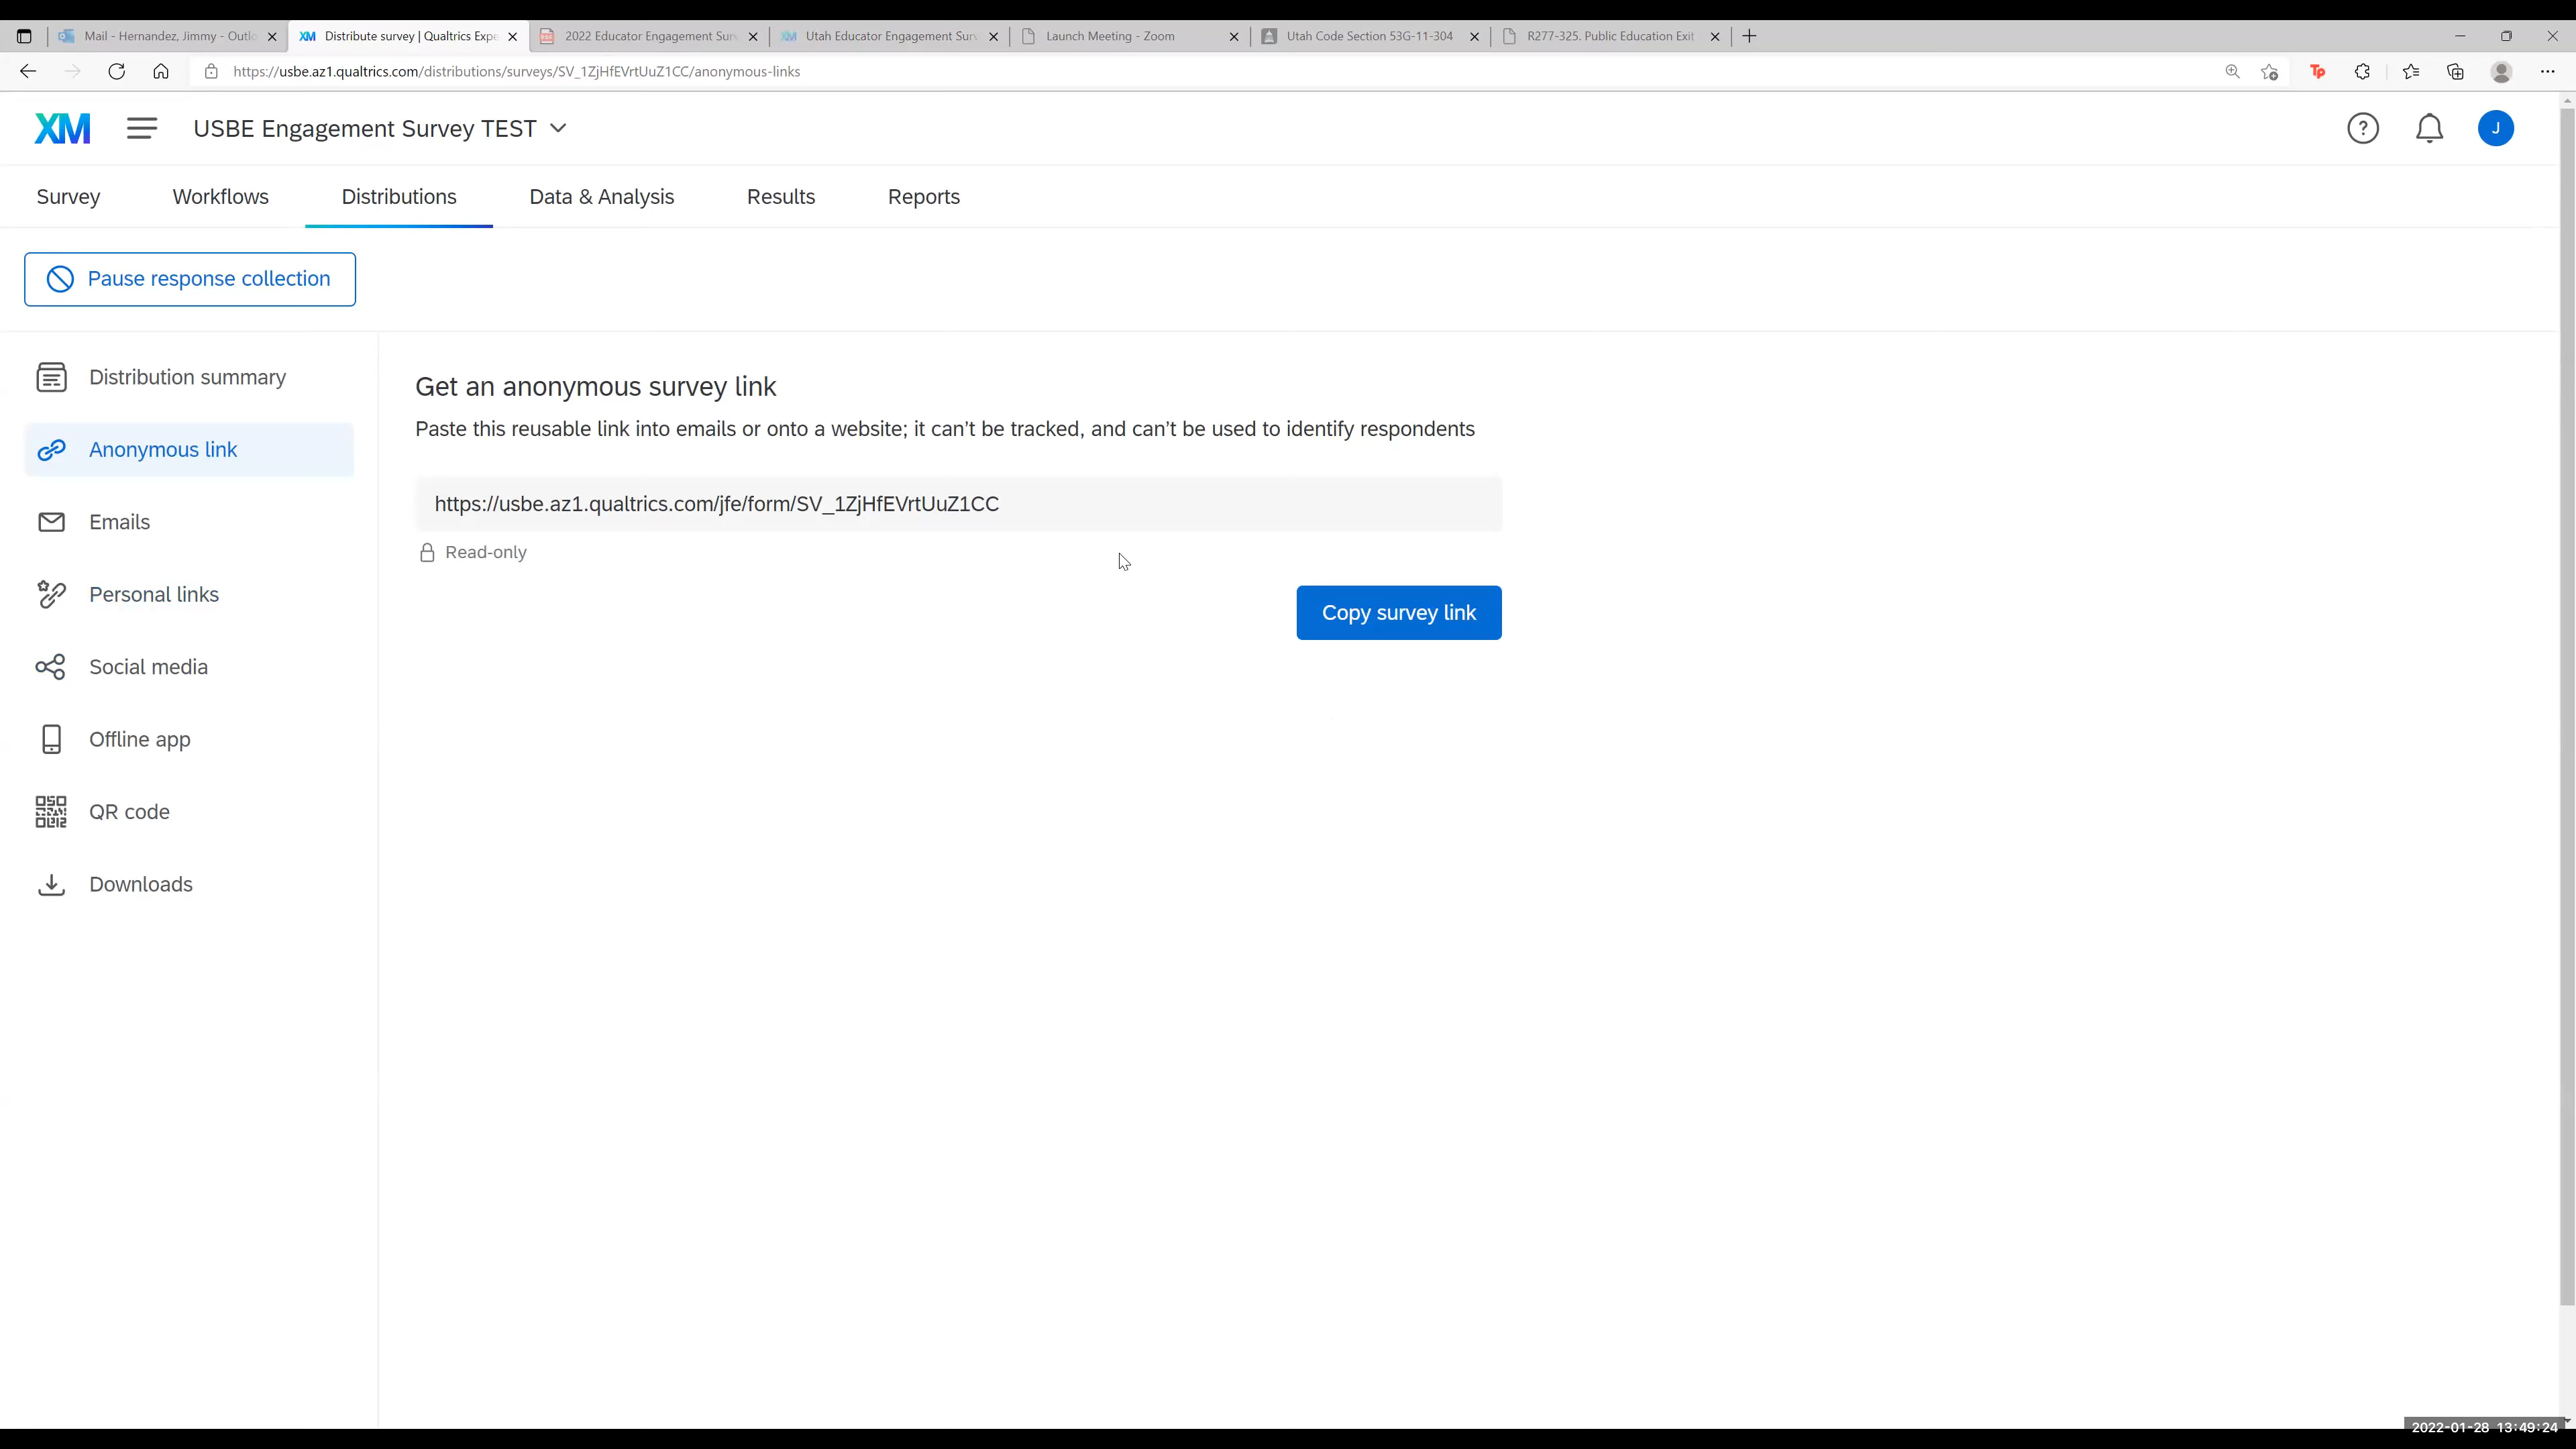 Mail - Hernandez, Jimmy - Outlo
Distribute survey | Qualtrics Expe
2022 Educator Engagement Surv
Utah Educator Engagement Surv
Launch Meeting - Zoom
Utah Code Section 53G-11-304
R277-325. Public Education Exit
https://usbe.az1.qualtrics.com/distributions/surveys/SV_1ZjHfEVrtUuZ1CC/anonymous-links
Tp
XM
USBE Engagement Survey TEST
?
J
Survey
Workflows
Distributions
Data & Analysis
Results
Reports
Pause response collection
Distribution summary
Anonymous link
Emails
Personal links
Social media
Offline app
QR code
Downloads
Get an anonymous survey link
Paste this reusable link into emails or onto a website; it can't be tracked, and can't be used to identify respondents
https://usbe.az1.qualtrics.com/jfe/form/SV_1ZjHfEVrtUuZ1CC
Read-only
Copy survey link
2022-01-28 13:49:24